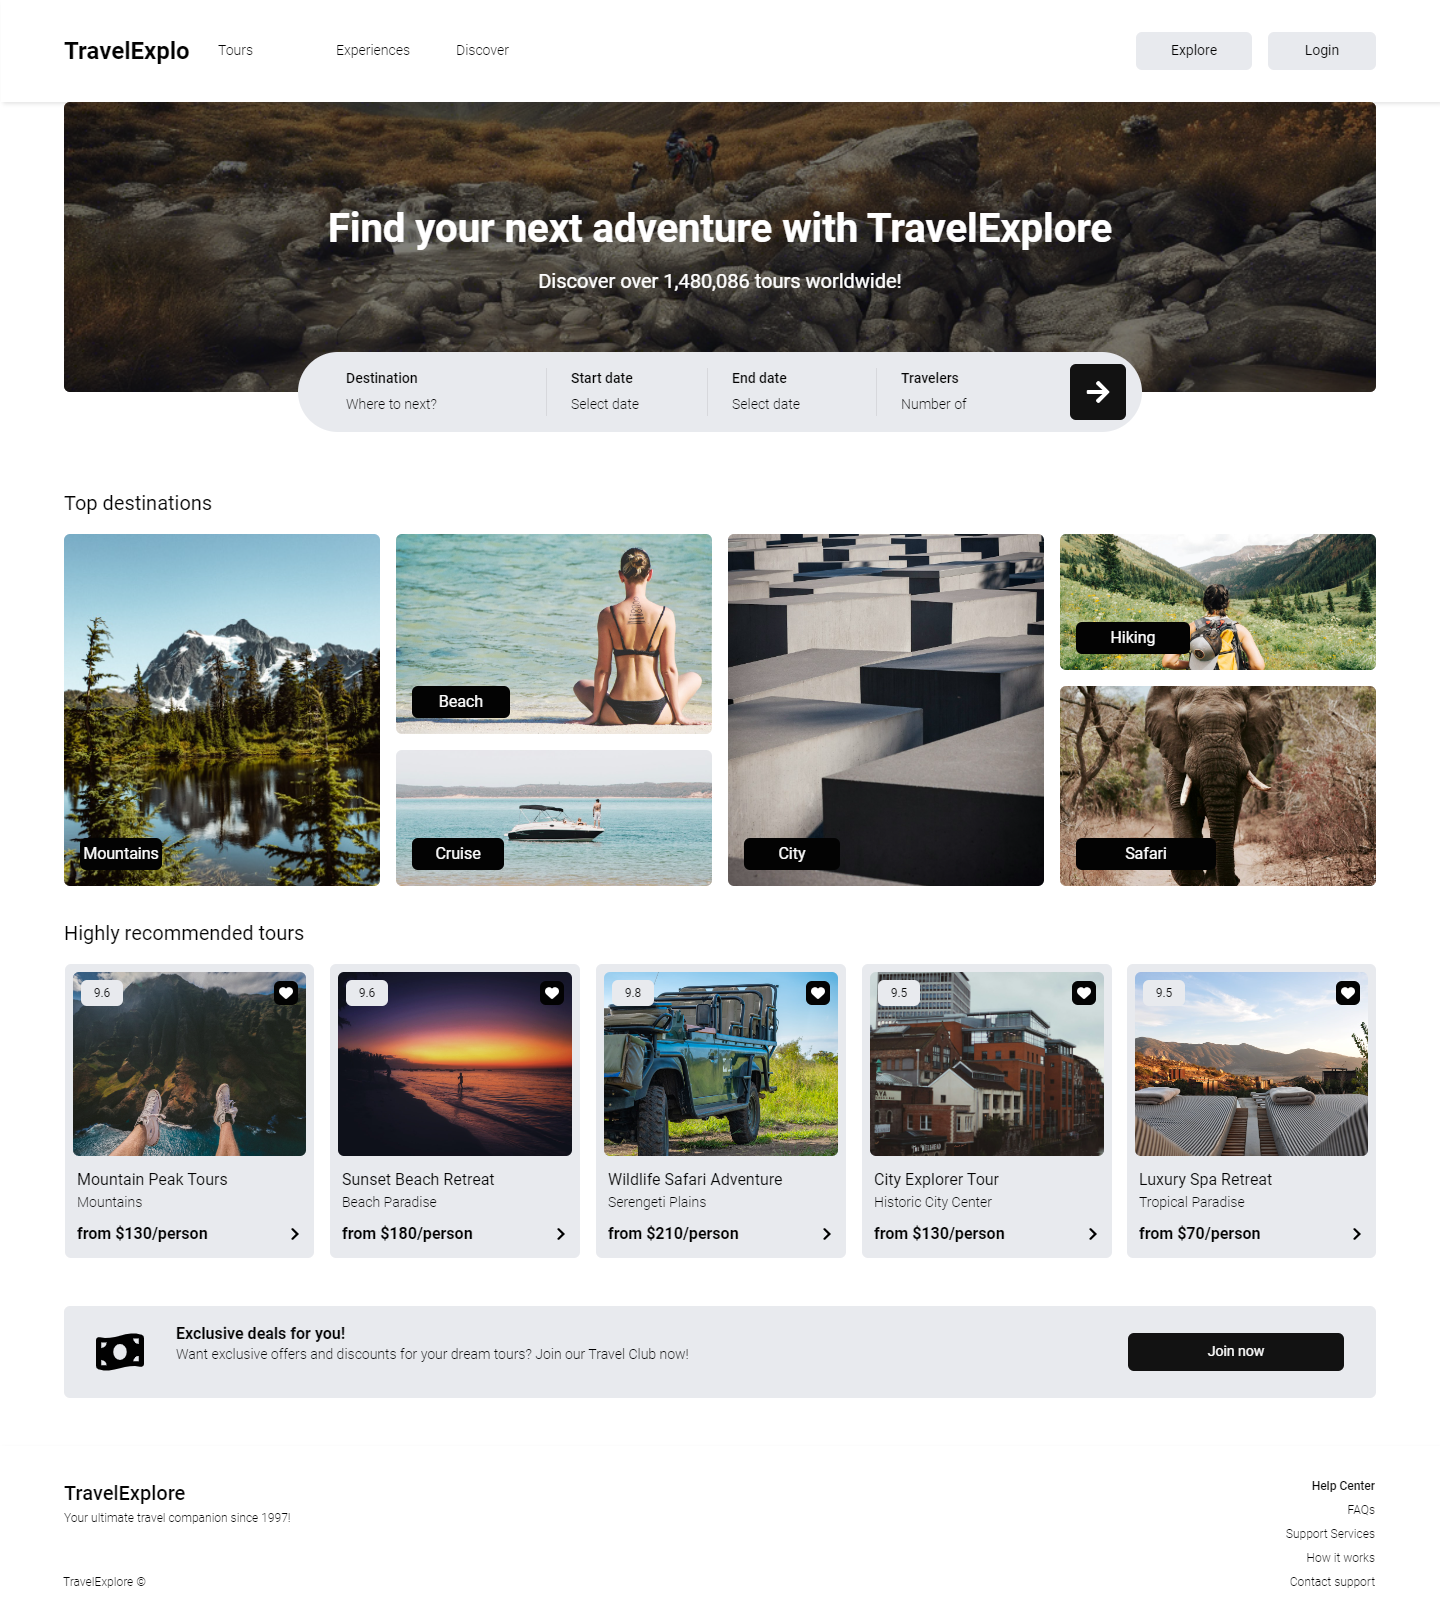 TravelExplo Tours Experiences Discover Explore Login
Find your next adventure with TravelExplore
Discover over 1,480,086 tours worldwide!
Destination Start date End date Travelers
Where to next? Select date Select date Number of
Top destinations
Hiking
Beach
Mountains Cruise City Safari
Highly recommended tours
9.6 9.6 9.8 9.5 9.5
Mountain Peak Tours Sunset Beach Retreat Wildlife Safari Adventure City Explorer Tour Luxury Spa Retreat
Mountains Beach Paradise Serengeti Plains Historic City Center Tropical Paradise
from $130/person from $180/person from $210/person from $130/person from $70/person
Exclusive deals for you!
Want exclusive offers and discounts for your dream tours? Join our Travel Club now!
Join now
TravelExplore
Your ultimate travel companion since 1997!
TravelExplore ©
Help Center
FAQs
Support Services
How it works
Contact support